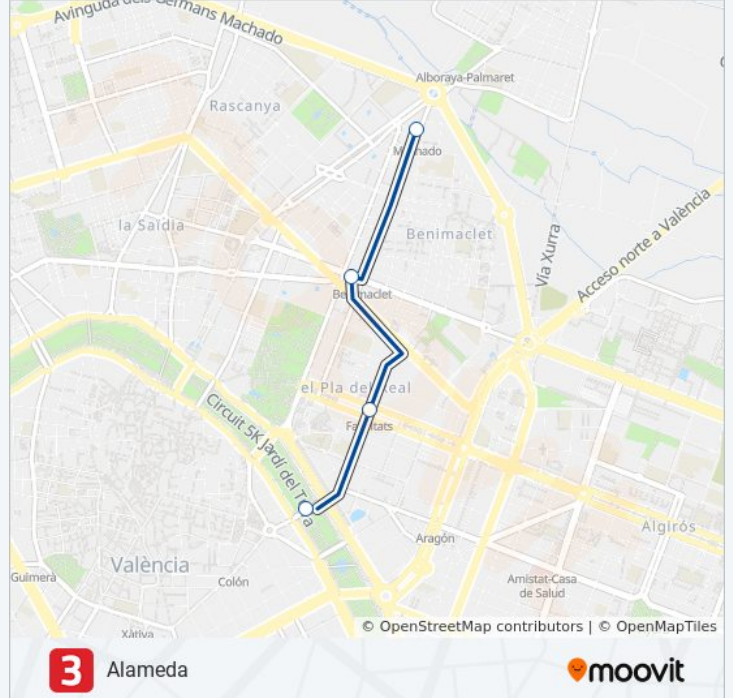 Avinguda dels Germans Machado
Alboraya-Palmaret
Rascanya
Machado
la Saïdia
Benimaclet
Via Xurra
Acceso norte a València
Benimaclet
el Pla del Real
Facultats
Circuit 5K Jardí del Túria
Aragón
Algirós
València
Guimerà
Colón
Amistat-Casa
de Salud
Xàtiva
© OpenStreetMap contributors | © OpenMapTiles
3 Alameda
moovit